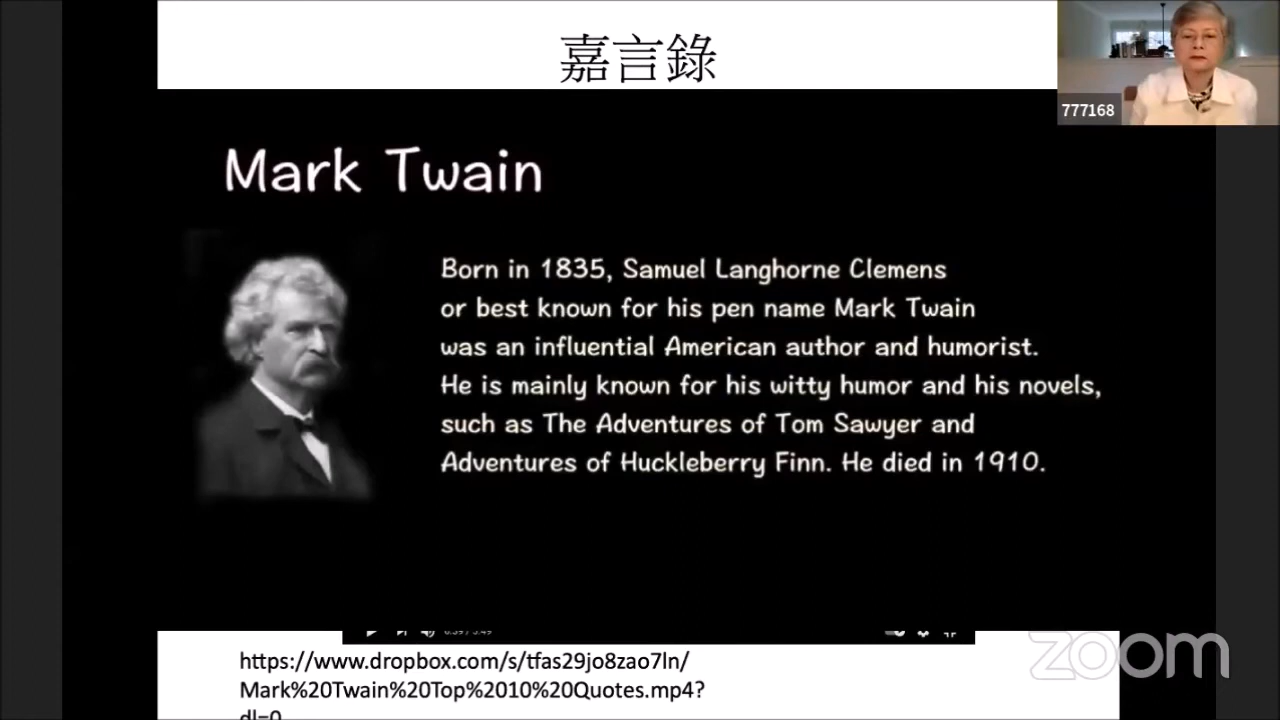 嘉言錄
777168
Mark Twain
Born in 1835, Samuel Langhorne Clemens
or best known for his pen name Mark Twain
was an influential American author and humorist.
He is mainly known for his witty humor and his novels,
such as The Adventures of Tom Sawyer and
Adventures of Huckleberry Finn. He died in 1910.
https://www.dropbox.com/s/tfas29jo8zao7ln/
Mark%20Twain%20Top%2010%20Quotes.mp4?
dl=0
zoom